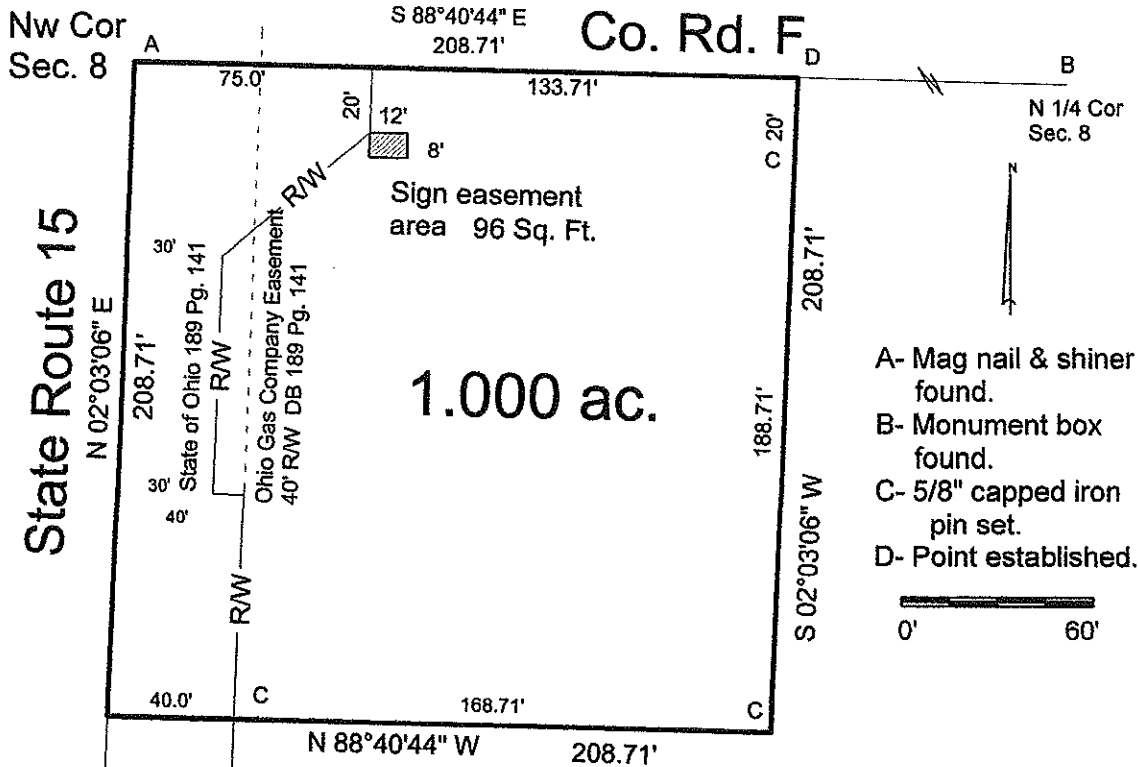 Nw Cor
Sec. 8
S 88°40'44" E
208.71'
Co. Rd. F
A
D
B
75.0'
133.71'
N 1/4 Cor
Sec. 8
20'
12'
8'
20'
C
N
R/W
Sign easement
area 96 Sq. Ft.
State Route 15
N 02°03'06" E
208.71'
30'
State of Ohio 189 Pg. 141
R/W
Ohio Gas Company Easement
40' R/W DB 189 Pg. 141
30'
40'
1.000 ac.
208.71'
188.71'
S 02°03'06" W
A- Mag nail & shiner
found.
B- Monument box
found.
C- 5/8" capped iron
pin set.
D- Point established.
0'
60'
R/W
40.0'
C
168.71'
C
N 88°40'44" W
208.71'